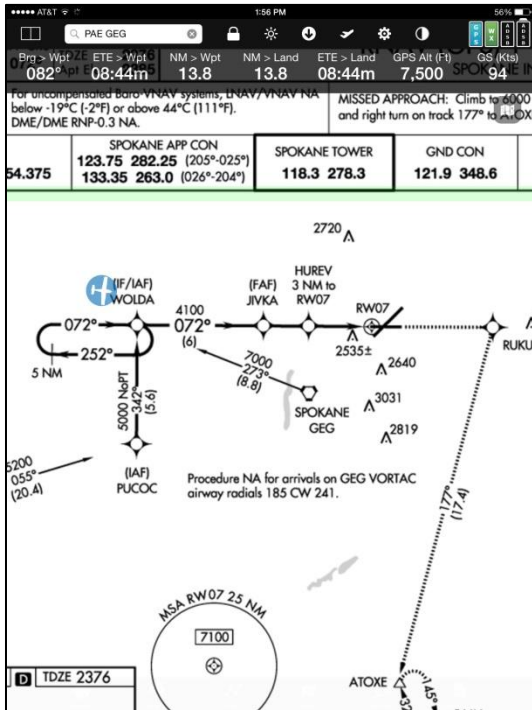 AT&T
1:56 PM
56%
PAE GEG
GPS
WX
ADSB
ADSB
Brg > Wpt
ETE > Wpt
NM > Wpt
NM > Land
ETE > Land
GPS Alt (Ft)
GS (Kts)
082°
08:44m
13.8
13.8
08:44m
7,500
94
For uncompensated Baro-VNAV systems, LNAV/VNAV NA
below -19°C (-2°F) or above 44°C (111°F).
DME/DME RNP-0.3 NA.
MISSED APPROACH: Climb to 6000
and right turn on track 177° to ATOX
54.375
SPOKANE APP CON
123.75 282.25 (205°-025°)
133.35 263.0 (026°-204°)
SPOKANE TOWER
118.3 278.3
GND CON
121.9 348.6
2720
(IF/IAF)
WOLDA
(FAF)
JIVKA
HUREV
3 NM to
RW07
RW07
4100
072°
(6)
072°
252°
5 NM
2535±
RUKU
2640
7000
273°
(8.8)
5000 NoPT
342°
(5.6)
SPOKANE
GEG
3031
2819
(IAF)
PUCOC
5200
055°
(20.4)
Procedure NA for arrivals on GEG VORTAC
airway radials 185 CW 241.
177°
(17.4)
MSA RW07 25 NM
7100
D TDZE 2376
ATOXE
145°